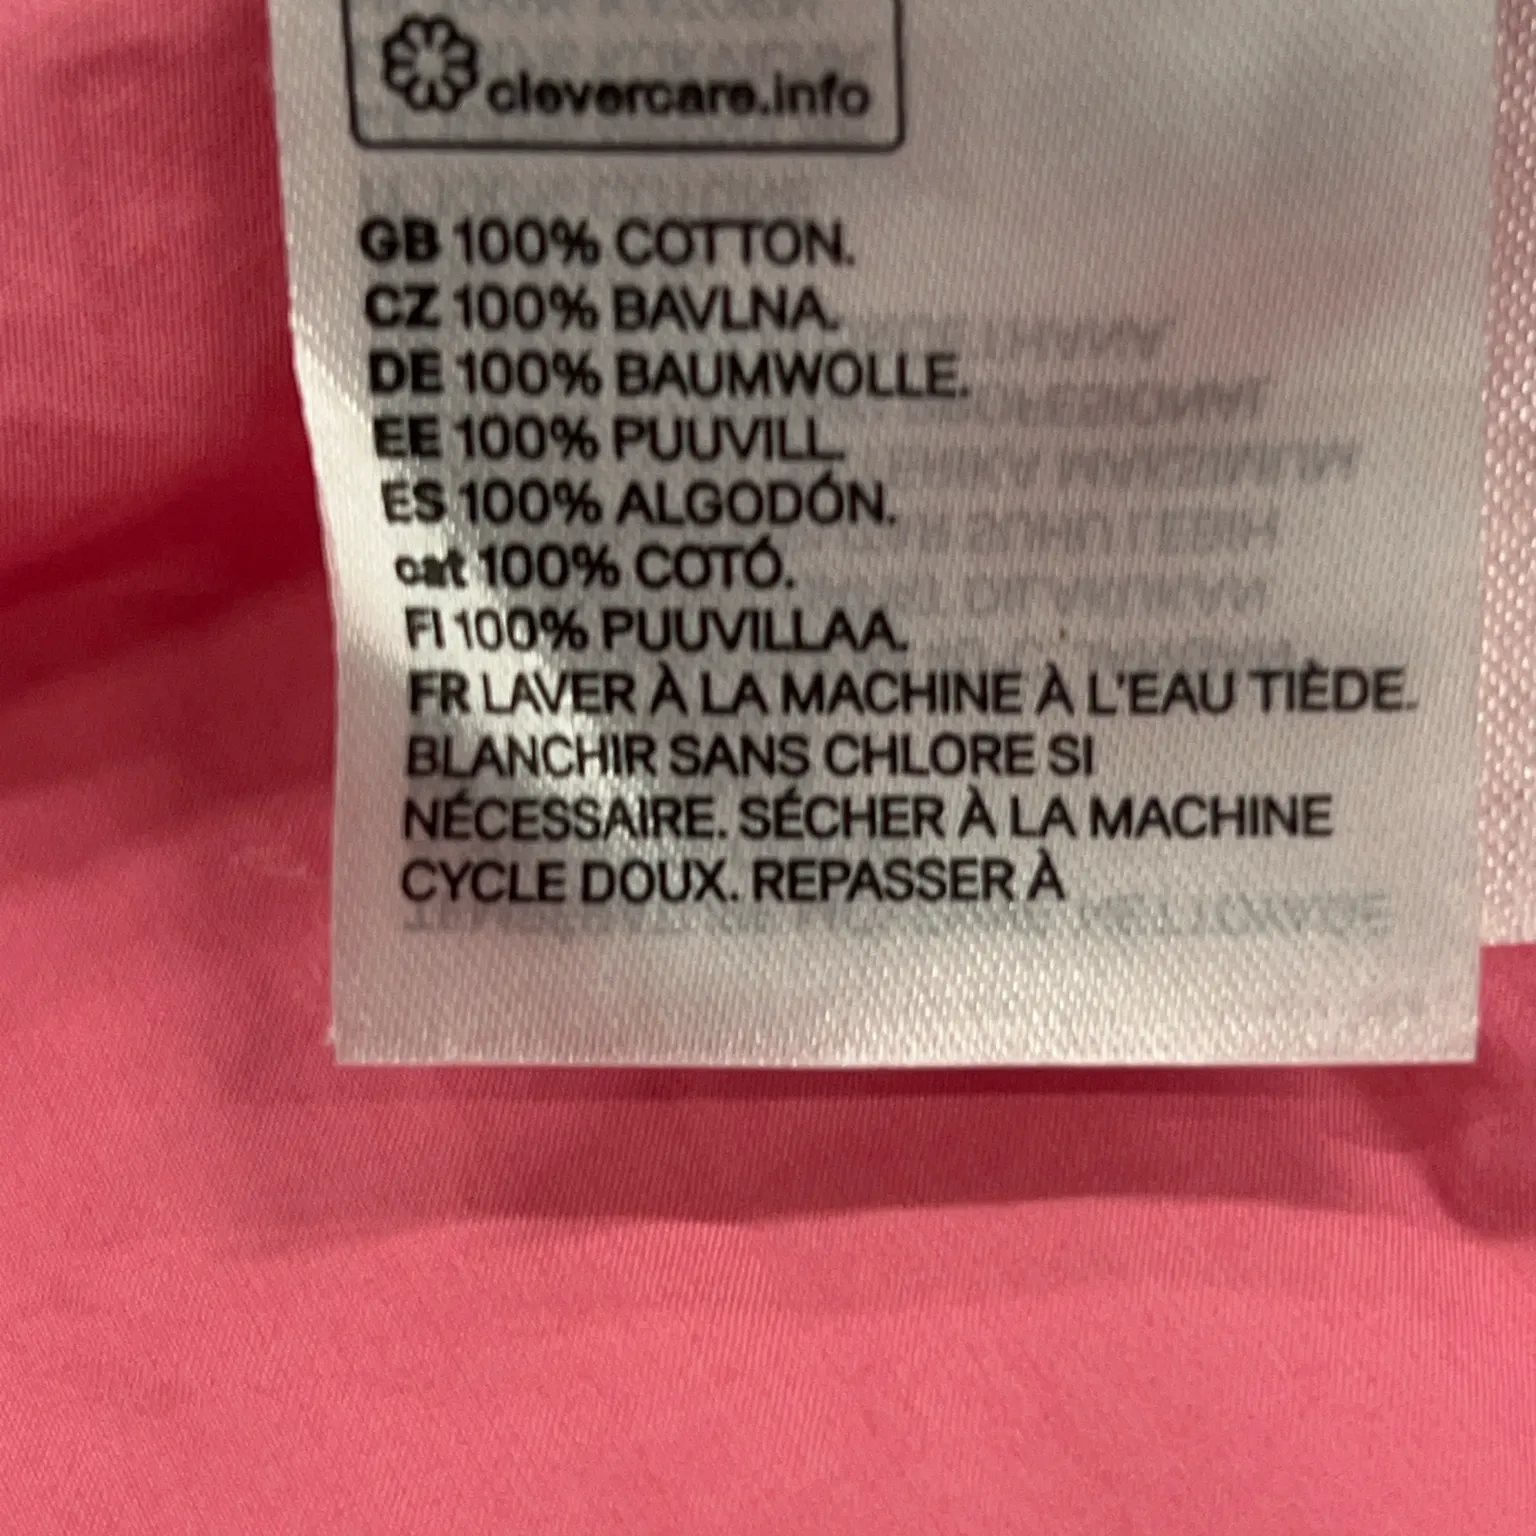 clevercare.info
GB 100% COTTON.
CZ 100% BAVLNA.
DE 100% BAUMWOLLE.
EE 100% PUUVILL.
ES 100% ALGODÓN.
cat 100% COTÓ.
FI 100% PUUVILLAA.
FR LAVER À LA MACHINE À L'EAU TIÈDE.
BLANCHIR SANS CHLORE SI
NÉCESSAIRE. SÉCHER À LA MACHINE
CYCLE DOUX. REPASSER À